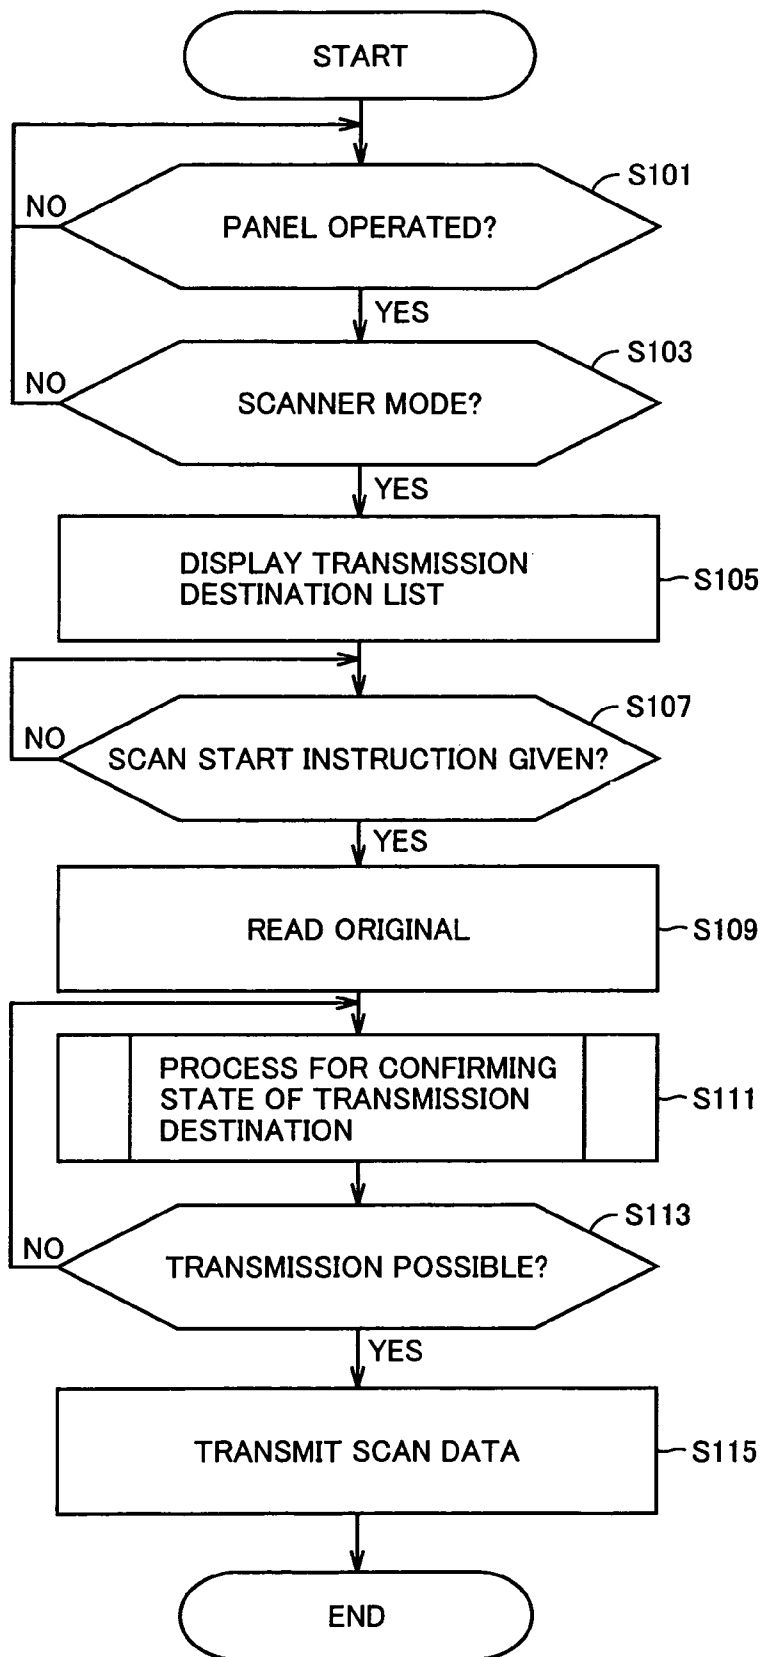 START
S101
NO
PANEL OPERATED?
YES
S103
NO
SCANNER MODE?
YES
DISPLAY TRANSMISSION
DESTINATION LIST
S105
S107
NO
SCAN START INSTRUCTION GIVEN?
YES
READ ORIGINAL
S109
PROCESS FOR CONFIRMING
STATE OF TRANSMISSION
DESTINATION
S111
S113
NO
TRANSMISSION POSSIBLE?
YES
TRANSMIT SCAN DATA
S115
END